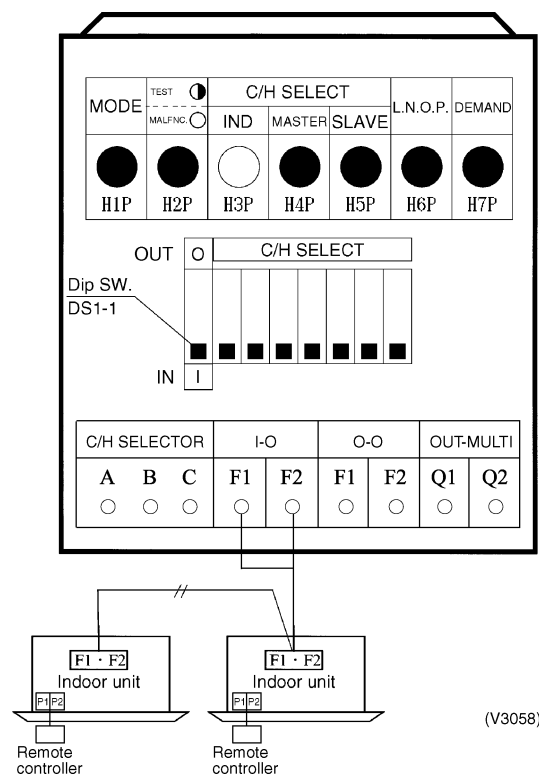 MODE
TEST
MALFNC.
C/H SELECT
IND
MASTER
SLAVE
L.N.O.P.
DEMAND
H1P H2P H3P H4P H5P H6P H7P
OUT O C/H SELECT
Dip SW.
DS1-1
IN I
C/H SELECTOR I-O O-O OUT-MULTI
A B C F1 F2 F1 F2 Q1 Q2
F1 · F2 F1 · F2
Indoor unit Indoor unit
P1 P2 P1 P2
(V3058)
Remote Remote
controller controller